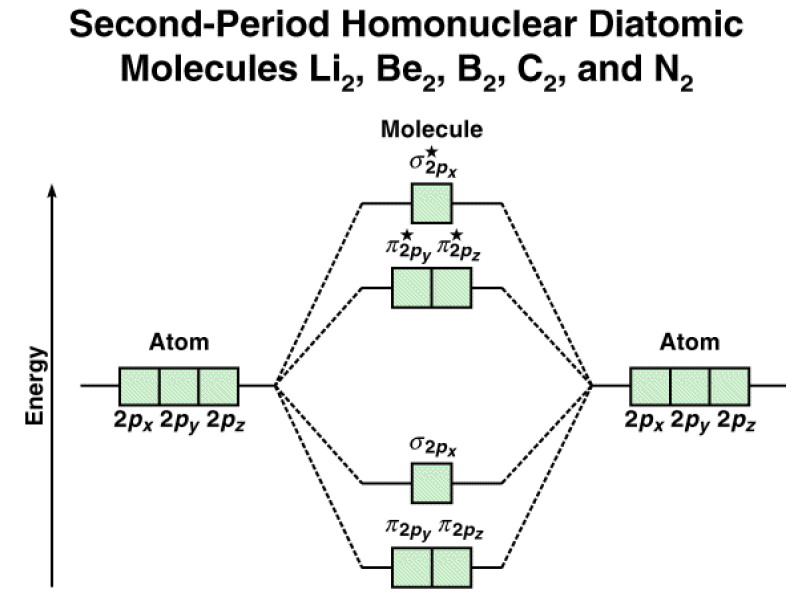 Second-Period Homonuclear Diatomic
Molecules Li₂, Be₂, B₂, C₂, and N₂
Molecule
σ★2pₓ
π★2py π★2pz
Atom
Atom
Energy
2pₓ 2py 2pz
2pₓ 2py 2pz
σ2pₓ
π2py π2pz